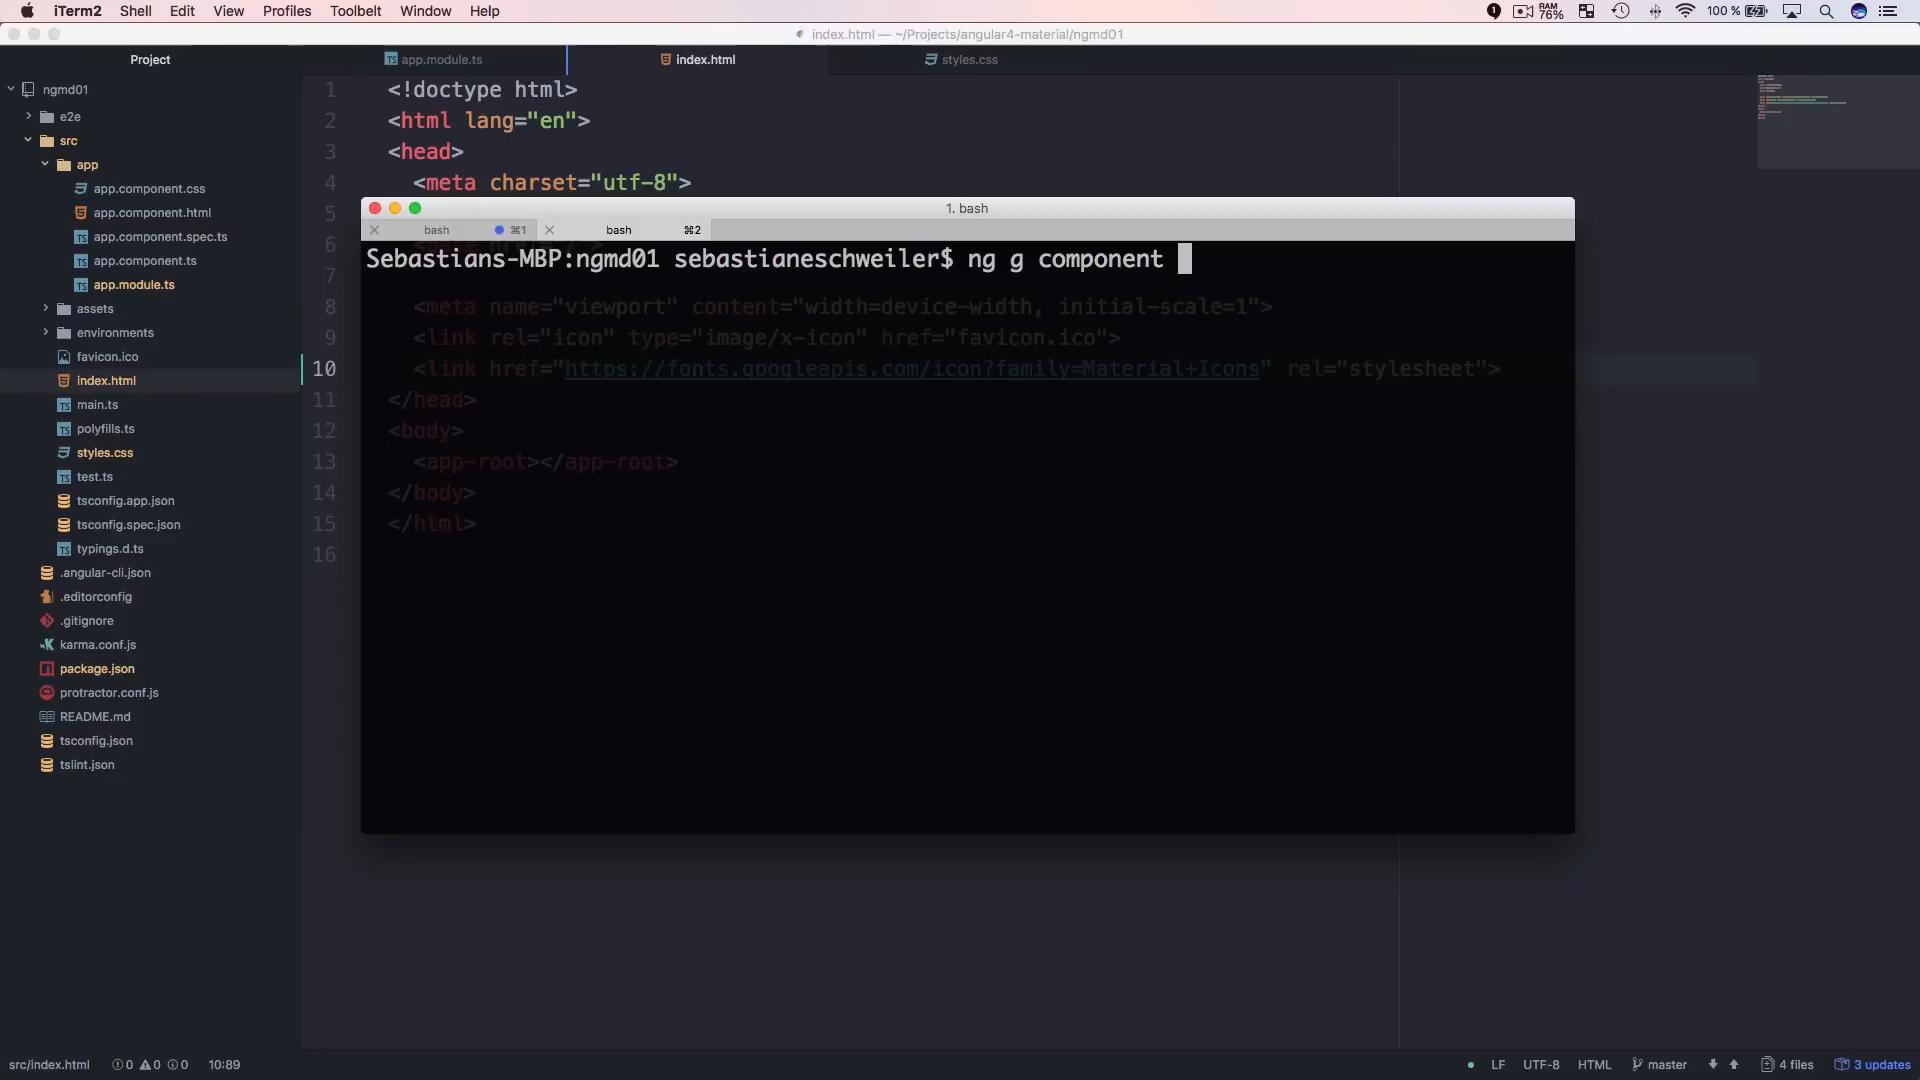 iTerm2 Shell Edit View Profiles Toolbelt Window Help
1 RAM 76% 100 %
index.html — ~/Projects/angular4-material/ngmd01
Project
app.module.ts index.html styles.css
ngmd01
e2e
src
app
app.component.css
app.component.html
app.component.spec.ts
app.component.ts
app.module.ts
assets
environments
favicon.ico
index.html
main.ts
polyfills.ts
styles.css
test.ts
tsconfig.app.json
tsconfig.spec.json
typings.d.ts
.angular-cli.json
.editorconfig
.gitignore
karma.conf.js
package.json
protractor.conf.js
README.md
tsconfig.json
tslint.json
1 <!doctype html>
2 <html lang="en">
3 <head>
4 <meta charset="utf-8">
5
1. bash
bash ⌘1 bash ⌘2
6
Sebastians-MBP:ngmd01 sebastianeschweiler$ ng g component
7
8 <meta name="viewport" content="width=device-width, initial-scale=1">
9 <link rel="icon" type="image/x-icon" href="favicon.ico">
10 <link href="https://fonts.googleapis.com/icon?family=Material+Icons" rel="stylesheet">
11 </head>
12 <body>
13 <app-root></app-root>
14 </body>
15 </html>
16
src/index.html 0 0 0 10:89
LF UTF-8 HTML master 4 files 3 updates